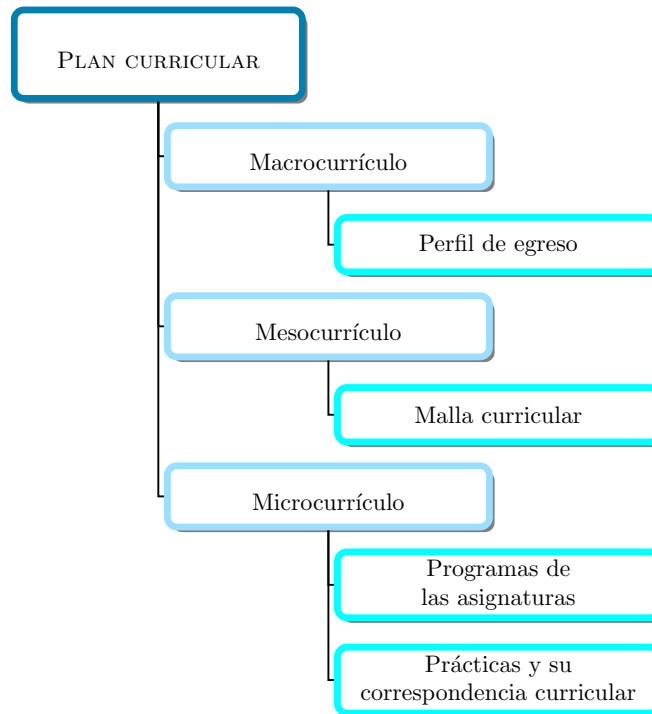 PLAN CURRICULAR
Macrocurrículo
Perfil de egreso
Mesocurrículo
Malla curricular
Microcurrículo
Programas de
las asignaturas
Prácticas y su
correspondencia curricular